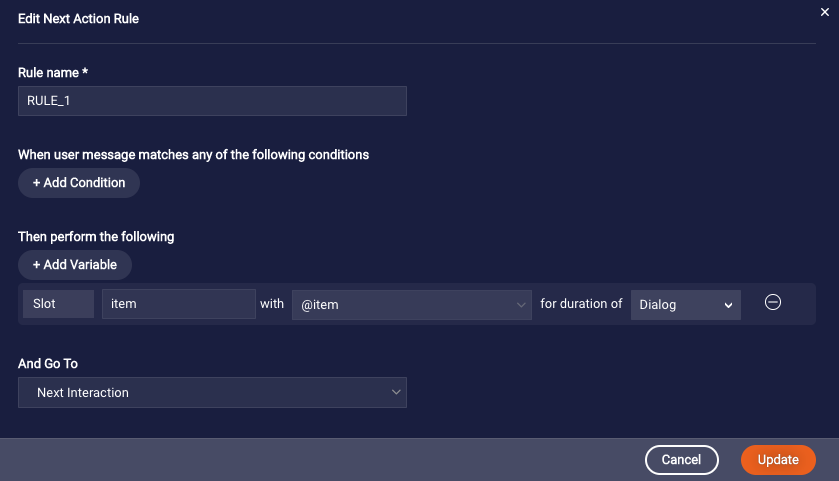 Edit Next Action Rule
×
Rule name *
RULE_1
When user message matches any of the following conditions
+ Add Condition
Then perform the following
+ Add Variable
Slot item with @item for duration of Dialog
And Go To
Next Interaction
Cancel Update